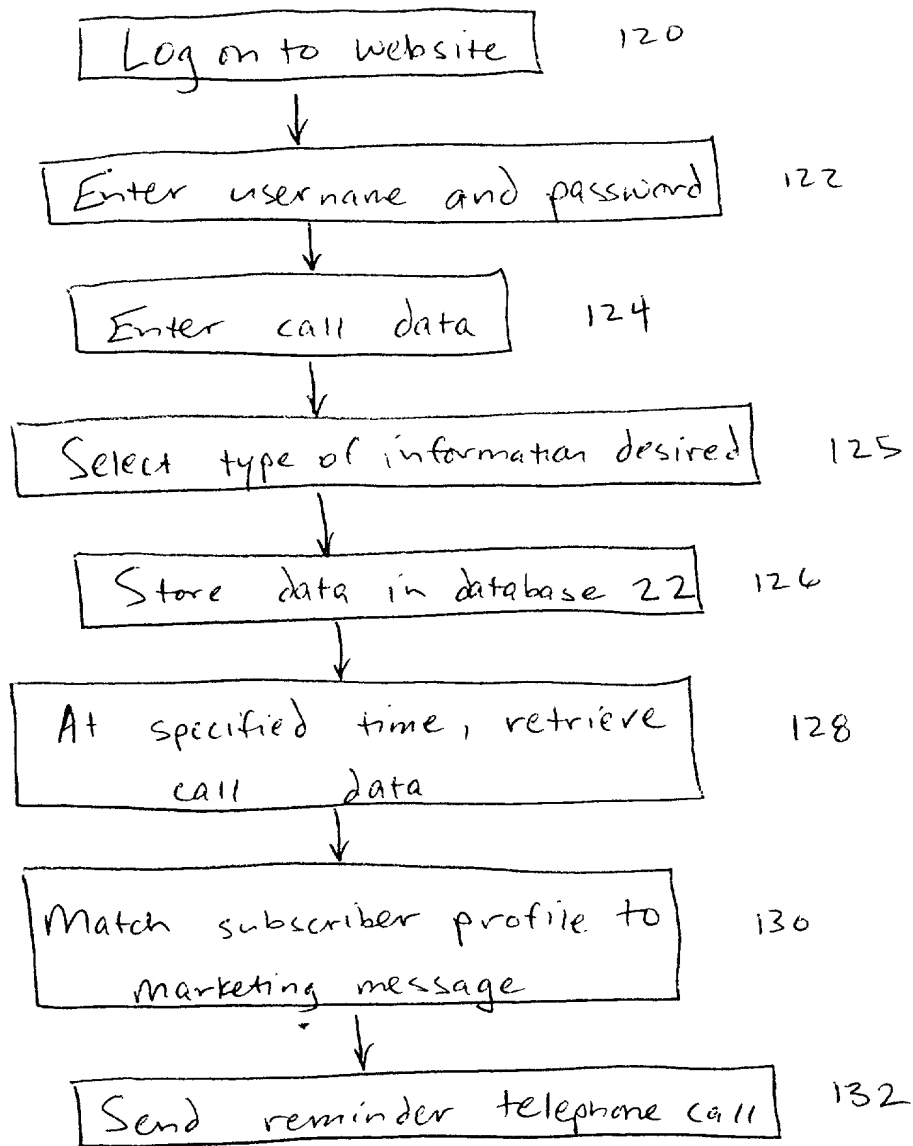 Log on to website 120
Enter username and password 122
Enter call data 124
Select type of information desired 125
Store data in database 22 126
At specified time, retrieve 128
call data
Match subscriber profile to 130
marketing message
Send reminder telephone call 132